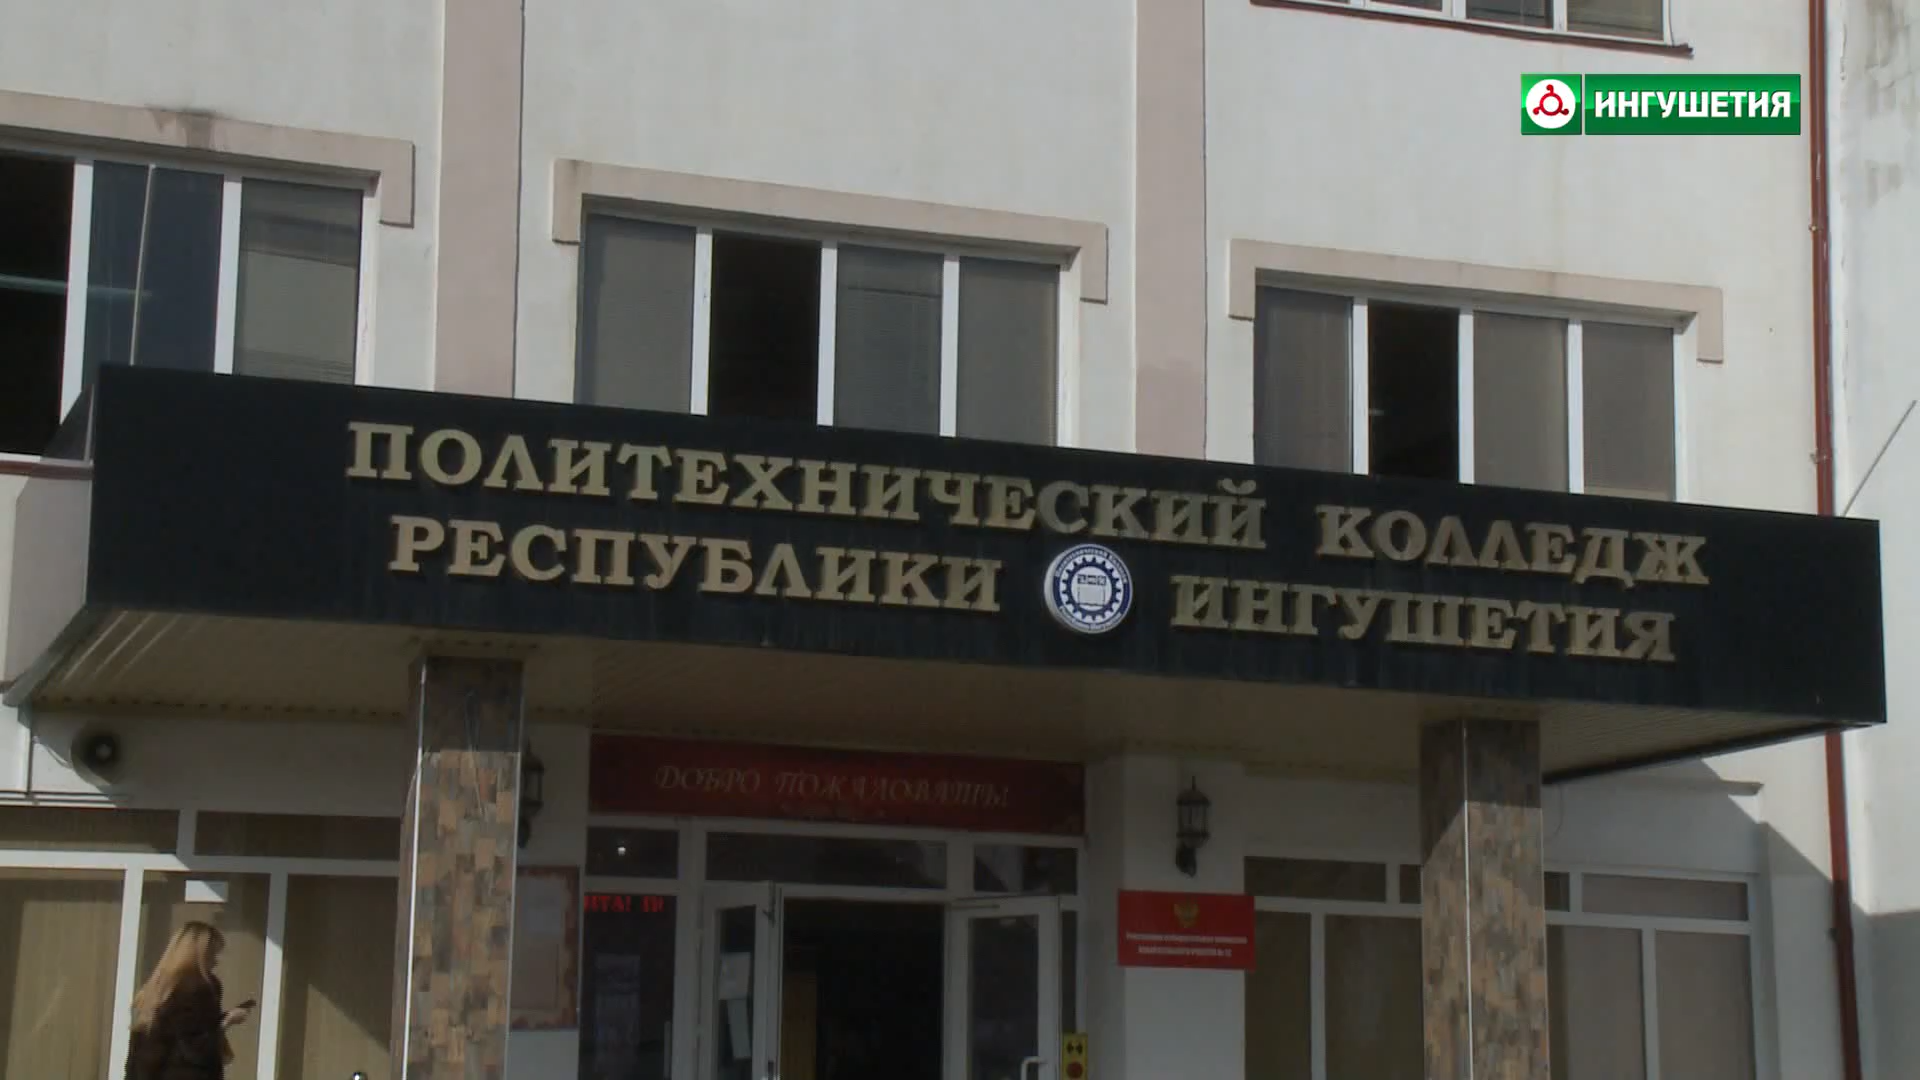 ИНГУШЕТИЯ
ПОЛИТЕХНИЧЕСКИЙ КОЛЛЕДЖ
РЕСПУБЛИКИ ИНГУШЕТИЯ
ДОБРО ПОЖАЛОВАТЬ!